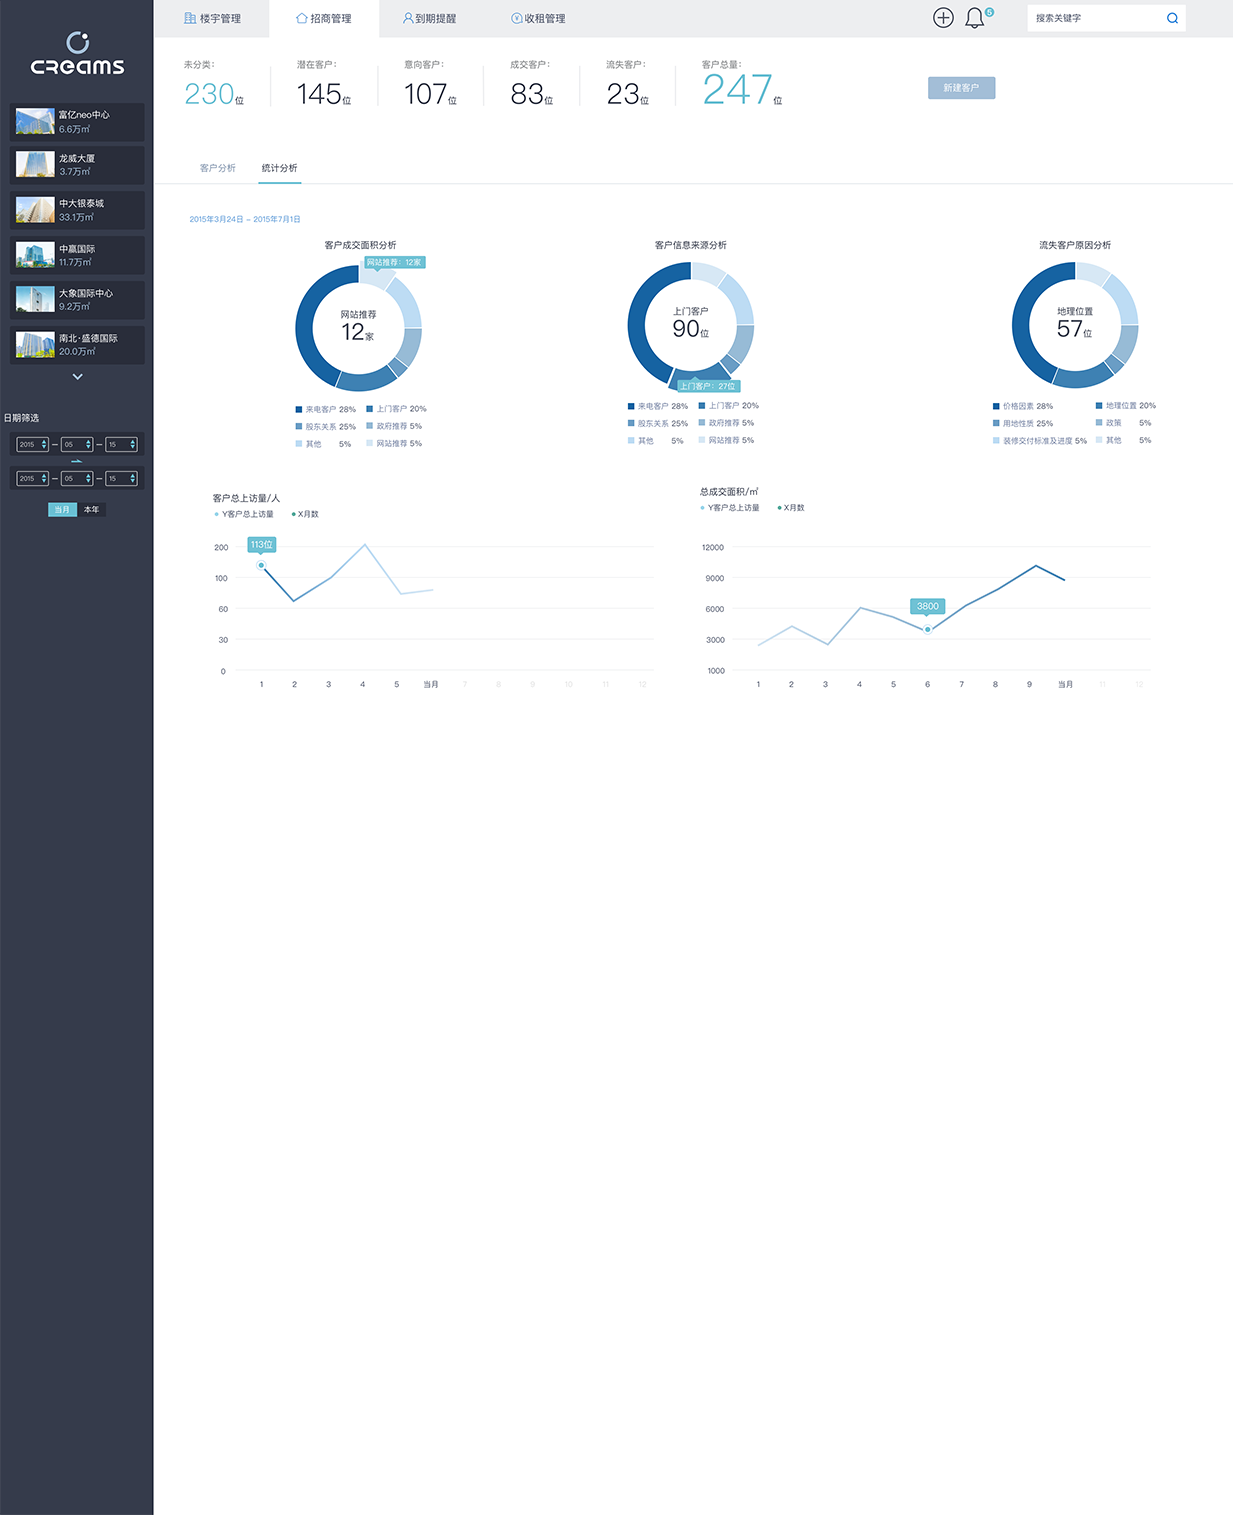 楼宇管理
招商管理
到期提醒
收租管理
5
搜索关键字
CREAMS
富亿neo中心
6.6万㎡
龙威大厦
3.7万㎡
中大银泰城
33.1万㎡
中赢国际
11.7万㎡
大象国际中心
9.2万㎡
南北·盛德国际
20.0万㎡
日期筛选
2015 05 15
2015 05 15
当月 本年
未分类:
230位
潜在客户:
145位
意向客户:
107位
成交客户:
83位
流失客户:
23位
客户总量:
247位
新建客户
客户分析
统计分析
2015年3月24日 – 2015年7月1日
客户成交面积分析
网站推荐: 12家
网站推荐
12家
来电客户 28% 上门客户 20%
股东关系 25% 政府推荐 5%
其他 5% 网站推荐 5%
客户信息来源分析
上门客户
90位
上门客户: 27位
来电客户 28% 上门客户 20%
股东关系 25% 政府推荐 5%
其他 5% 网站推荐 5%
流失客户原因分析
地理位置
57位
价格因素 28% 地理位置 20%
用地性质 25% 政策 5%
装修交付标准及进度 5% 其他 5%
客户总上访量/人
Y客户总上访量 X月数
113位
200
100
60
30
0
1 2 3 4 5 当月 7 8 9 10 11 12
总成交面积/㎡
Y客户总上访量 X月数
3800
12000
9000
6000
3000
1000
1 2 3 4 5 6 7 8 9 当月 11 12